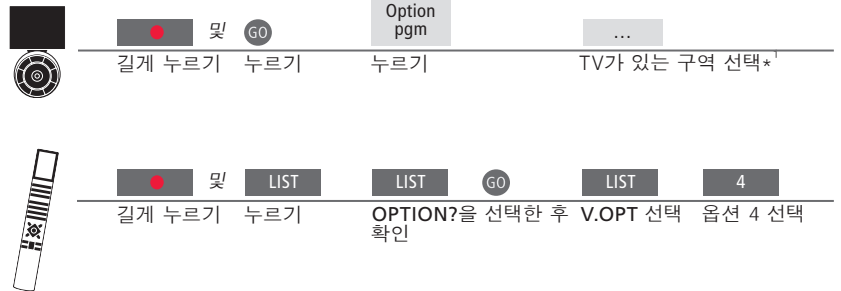 Option
pgm
및 GO ...
길게 누르기 누르기 누르기 TV가 있는 구역 선택*1
및 LIST LIST GO LIST 4
길게 누르기 누르기 OPTION?을 선택한 후 V.OPT 선택 옵션 4 선택
확인